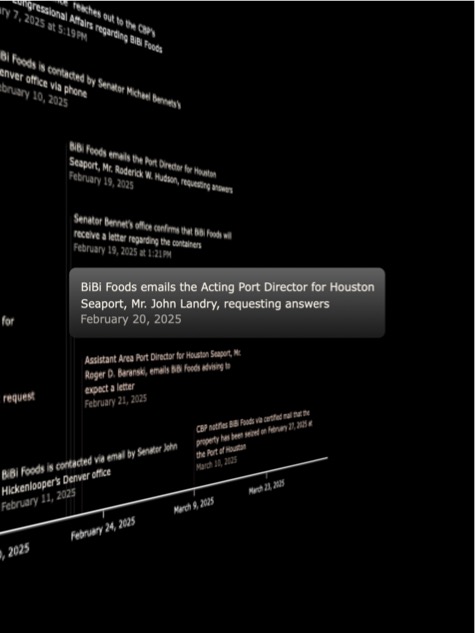 reaches out to the CBP's
Congressional Affairs regarding BiBi Foods
ry 7, 2025 at 5:19PM
Bi Foods is contacted by Senator Michael Bennets's
enver office via phone
ebruary 10, 2025
BiBi Foods emails the Port Director for Houston
Seaport, Mr. Roderick W. Hudson, requesting answers
February 19, 2025
Senator Bennet's office confirms that BiBi Foods will
receive a letter regarding the containers
February 19, 2025 at 1:21PM
BiBi Foods emails the Acting Port Director for Houston
Seaport, Mr. John Landry, requesting answers
February 20, 2025
for
Assistant Area Port Director for Houston Seaport, Mr.
Roger D. Baranski, emails BiBi Foods advising to
expect a letter
February 21, 2025
request
CBP notifies BiBi Foods via certified mail that the
property has been seized on February 27, 2025 at
the Port of Houston
March 10, 2025
BiBi Foods is contacted via email by Senator John
Hickenlooper's Denver office
February 11, 2025
0, 2025
February 24, 2025
March 9, 2025
March 23, 2025